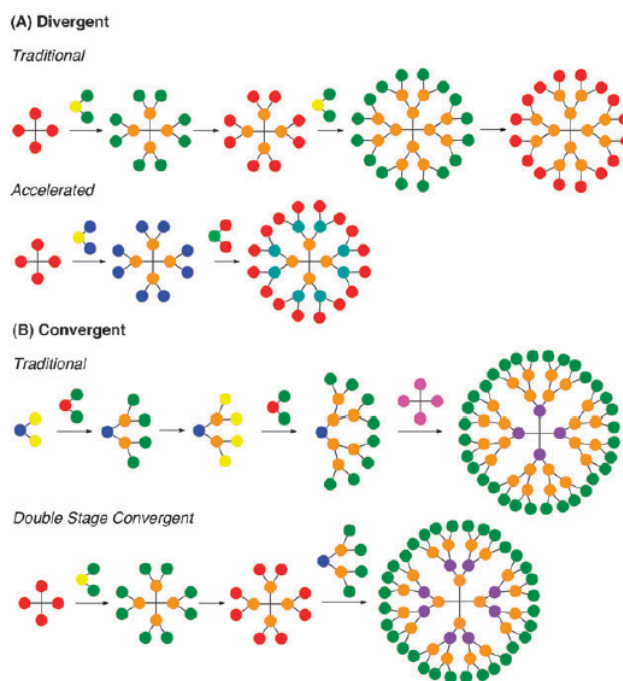 (A) Divergent
Traditional
Accelerated
(B) Convergent
Traditional
Double Stage Convergent